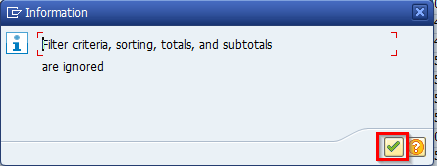 Information
Filter criteria, sorting, totals, and subtotals
are ignored